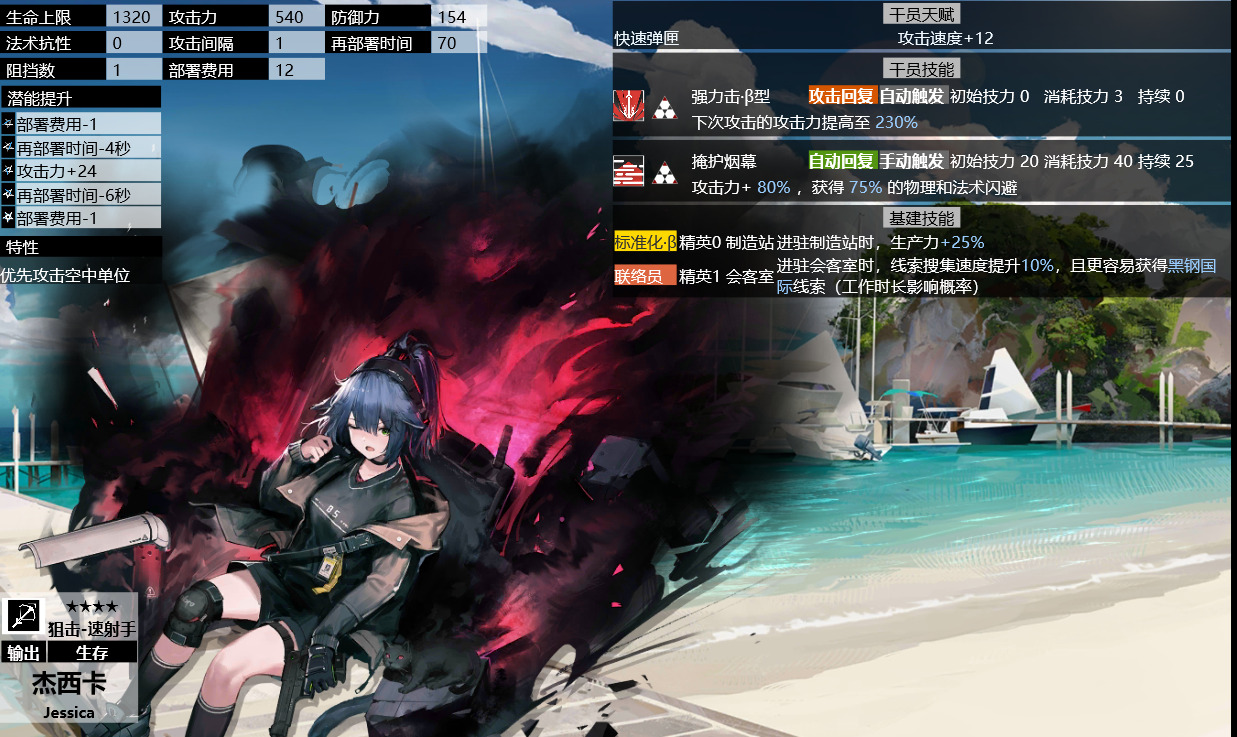 生命上限 1320 攻击力 540 防御力 154
法术抗性 0 攻击间隔 1 再部署时间 70
阻挡数 1 部署费用 12
潜能提升
部署费用-1
再部署时间-4秒
攻击力+24
再部署时间-6秒
部署费用-1
特性
优先攻击空中单位
干员天赋
快速弹匣 攻击速度+12
干员技能
强力击·β型 攻击回复 自动触发 初始技力 0 消耗技力 3 持续 0
下次攻击的攻击力提高至 230%
掩护烟幕 自动回复 手动触发 初始技力 20 消耗技力 40 持续 25
攻击力+ 80% ，获得 75% 的物理和法术闪避
基建技能
标准化·β 精英0 制造站 进驻制造站时，生产力+25%
联络员 精英1 会客室 进驻会客室时，线索搜集速度提升10%，且更容易获得黑钢国
际线索（工作时长影响概率）
85
★★★★
狙击-速射手
输出 生存
杰西卡
Jessica